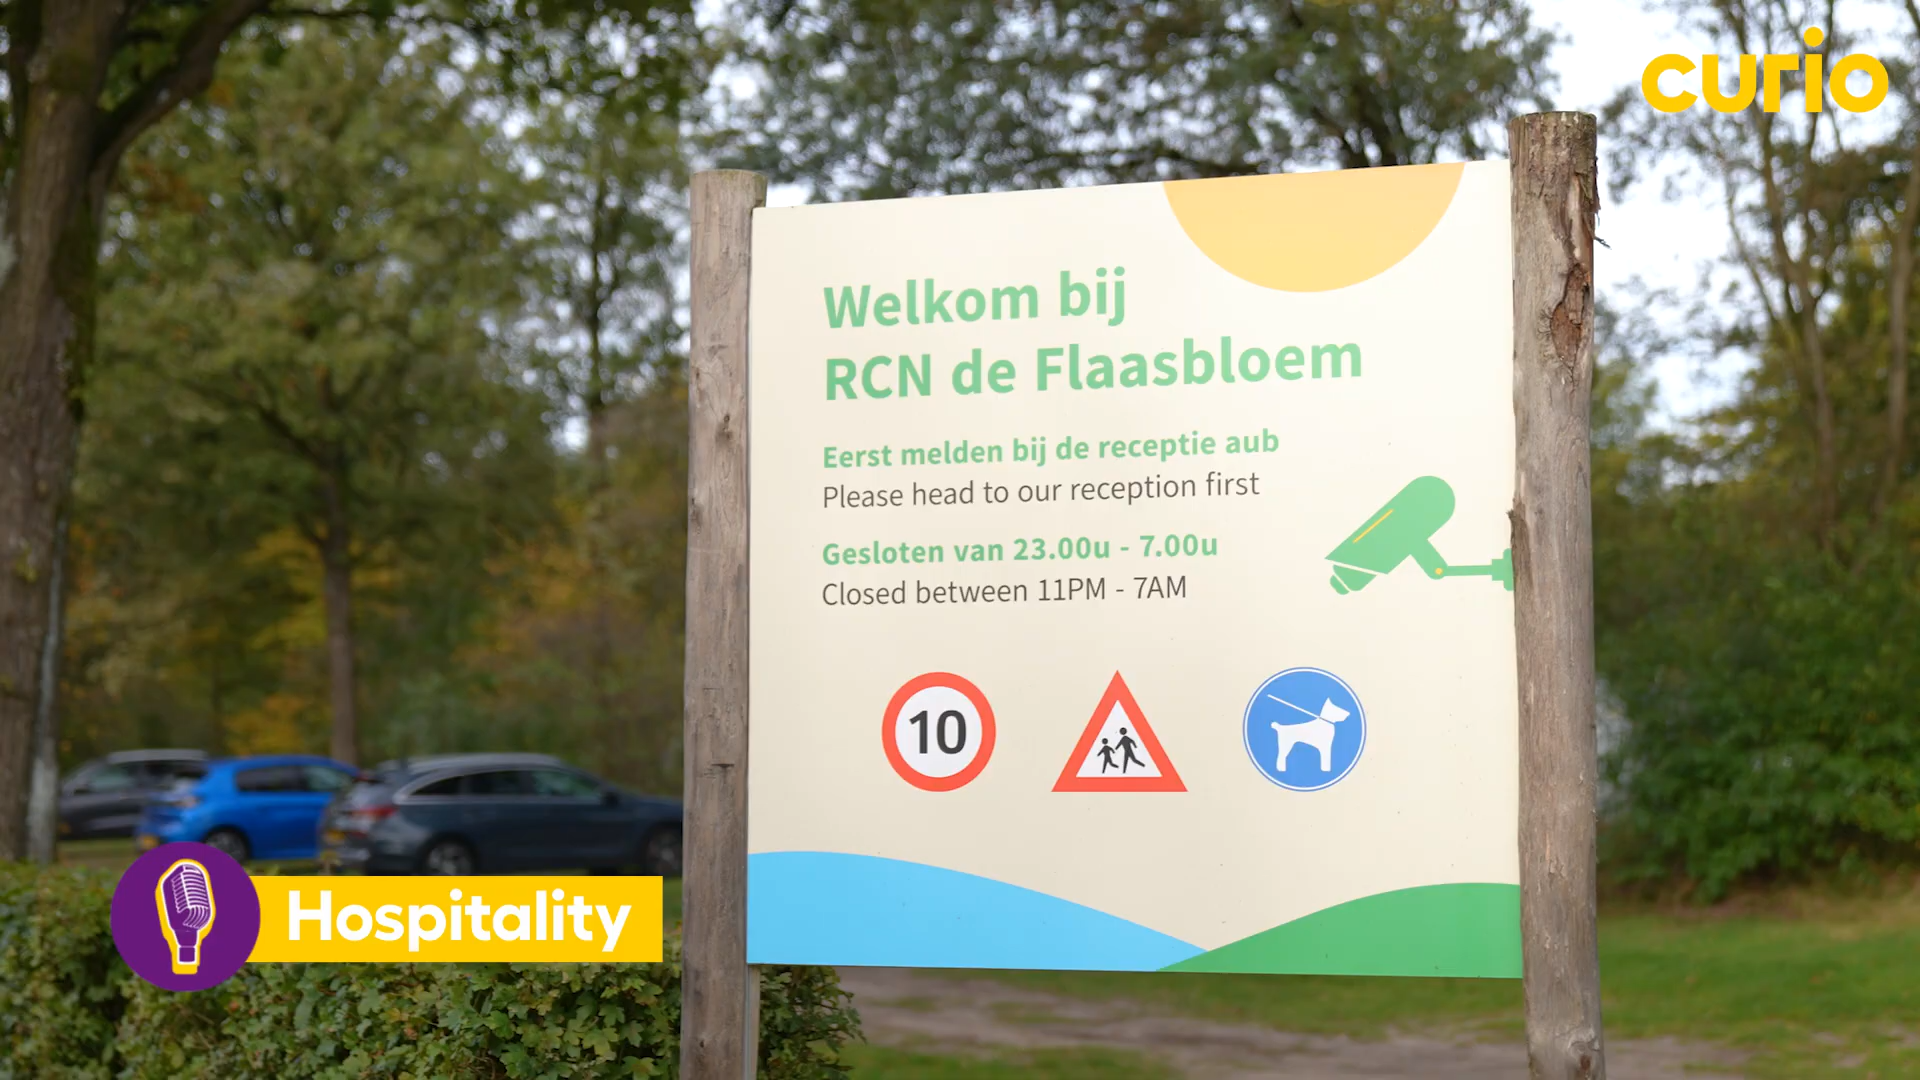 curio
Welkom bij
RCN de Flaasbloem
Eerst melden bij de receptie aub
Please head to our reception first
Gesloten van 23.00u - 7.00u
Closed between 11PM - 7AM
10
Hospitality